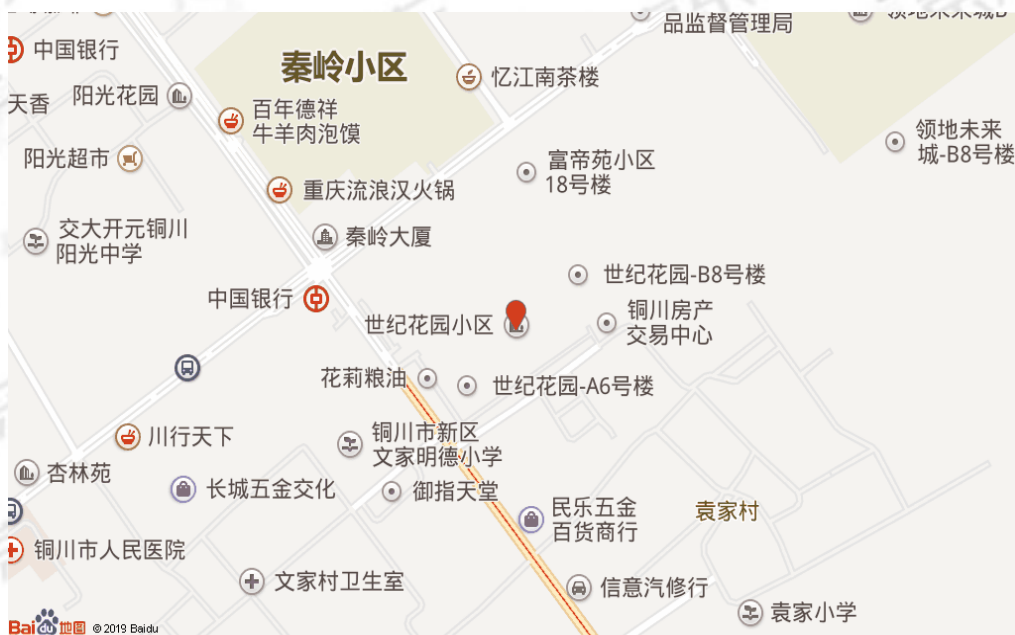 品监督管理局
中国银行
秦岭小区
忆江南茶楼
天香
阳光花园
百年德祥
牛羊肉泡馍
领地未来
城-B8号楼
阳光超市
富帝苑小区
18号楼
重庆流浪汉火锅
交大开元铜川
阳光中学
秦岭大厦
世纪花园-B8号楼
中国银行
铜川房产
交易中心
世纪花园小区
花莉粮油
世纪花园-A6号楼
川行天下
铜川市新区
文家明德小学
杏林苑
长城五金交化
御指天堂
民乐五金
百货商行
袁家村
铜川市人民医院
文家村卫生室
信意汽修行
袁家小学
Bai du 地图 © 2019 Baidu